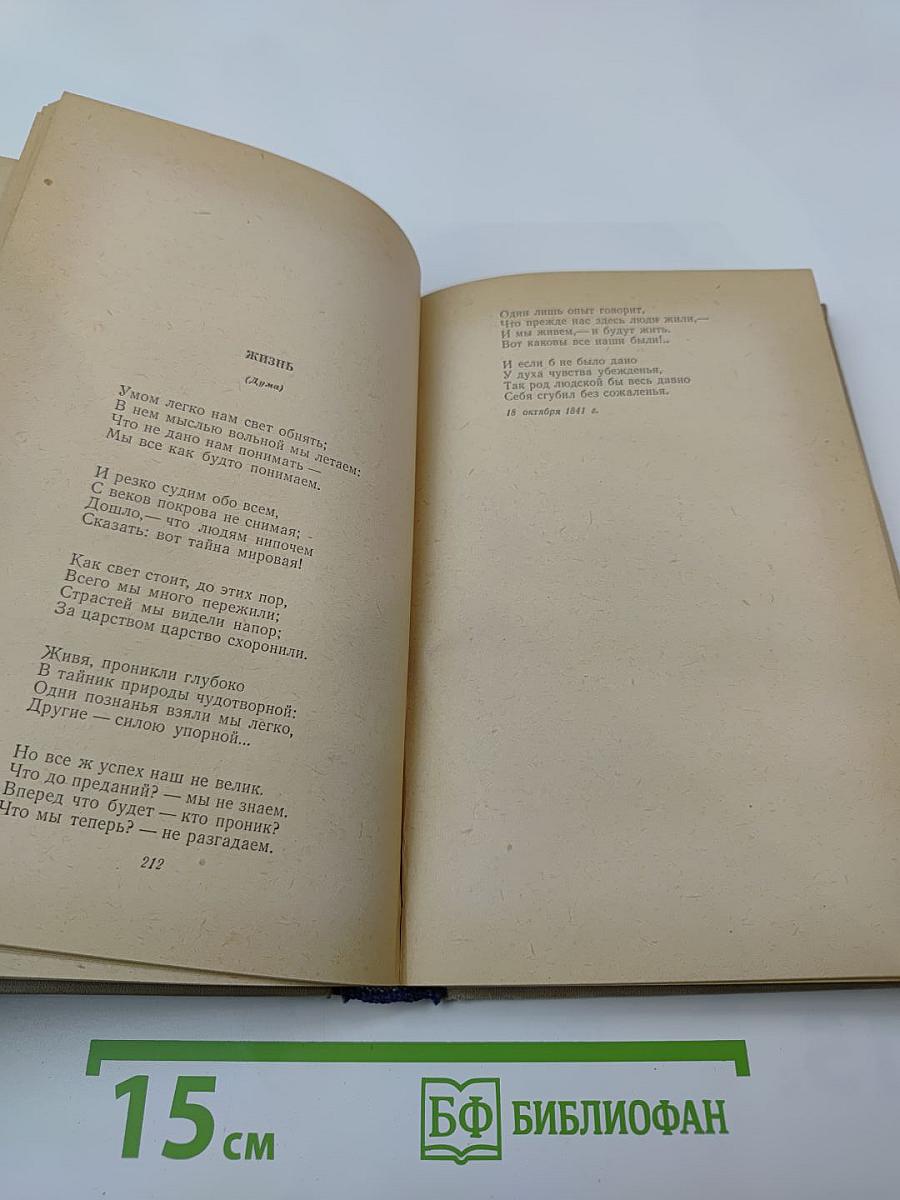 ЖИЗНЬ
(Дума)
Умом легко нам свет обнять;
В нем мыслью вольной мы летаем:
Что не дано нам понимать —
Мы все как будто понимаем.
И резко судим обо всем,
С веков покрова не снимая;
Дошло,— что людям нипочем
Сказать: вот тайна мировая!
Как свет стоит, до этих пор,
Всего мы много пережили;
Страстей мы видели напор;
За царством царство схоронили.
Живя, проникли глубоко
В тайник природы чудотворной:
Одни познанья взяли мы легко,
Другие — силою упорной...
Но все ж успех наш не велик.
Что до преданий? — мы не знаем.
Вперед что будет — кто проник?
Что мы теперь? — не разгадаем.
212
Один лишь опыт говорит,
Что прежде нас здесь люди жили,—
И мы живем,— и будут жить.
Вот каковы все наши были!..
И если б не было дано
У духа чувства убежденья,
Так род людской бы весь давно
Себя сгубил без сожаленья.
18 октября 1841 г.
15 см
БФ БИБЛИОФАН